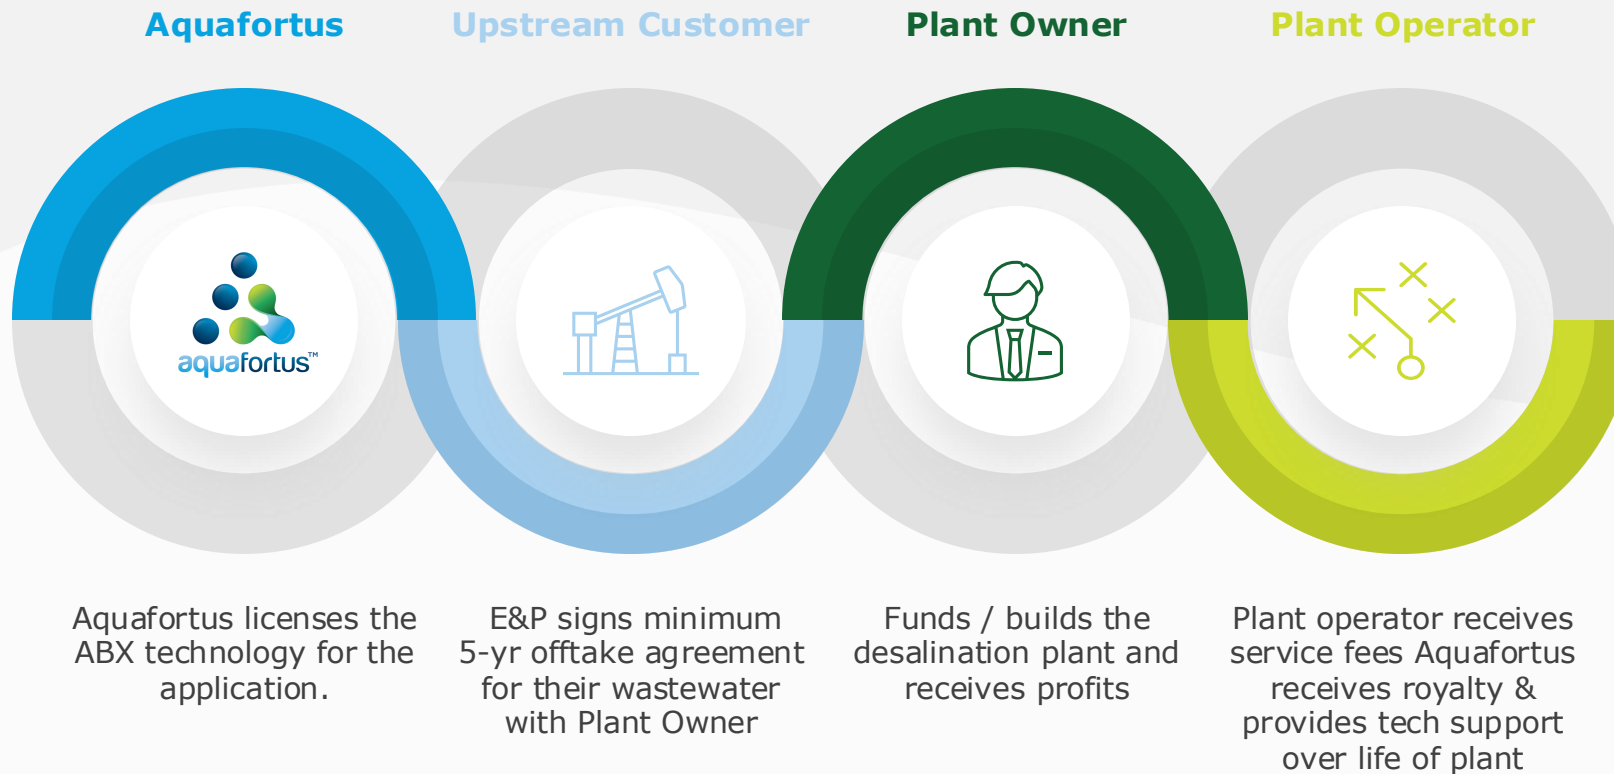 Aquafortus
Upstream Customer
Plant Owner
Plant Operator
aquafortus™
Aquafortus licenses the
ABX technology for the
application.
E&P signs minimum
5-yr offtake agreement
for their wastewater
with Plant Owner
Funds / builds the
desalination plant and
receives profits
Plant operator receives
service fees Aquafortus
receives royalty &
provides tech support
over life of plant